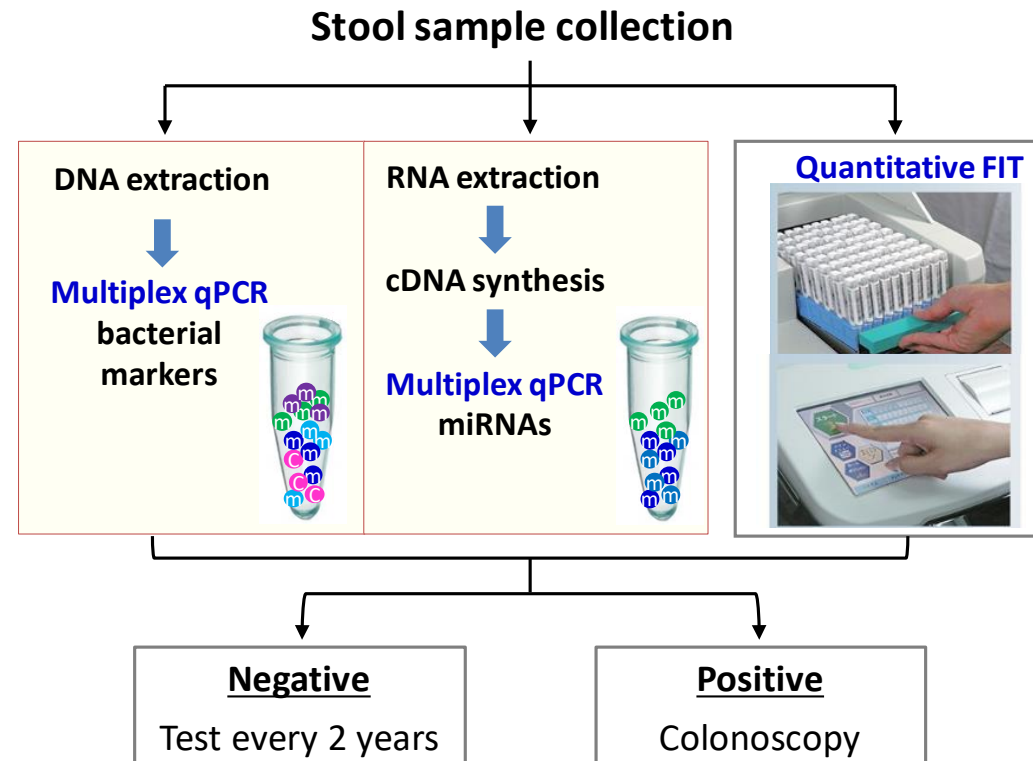 Stool sample collection
DNA extraction
Multiplex qPCR
bacterial
markers
m
m
m
m
m
m
m
m
m
m
C
m
C
C
m
RNA extraction
cDNA synthesis
Multiplex qPCR
miRNAs
m
m
m
m
m
m
m
m
m
m
m
m
Quantitative FIT
Negative
Test every 2 years
Positive
Colonoscopy